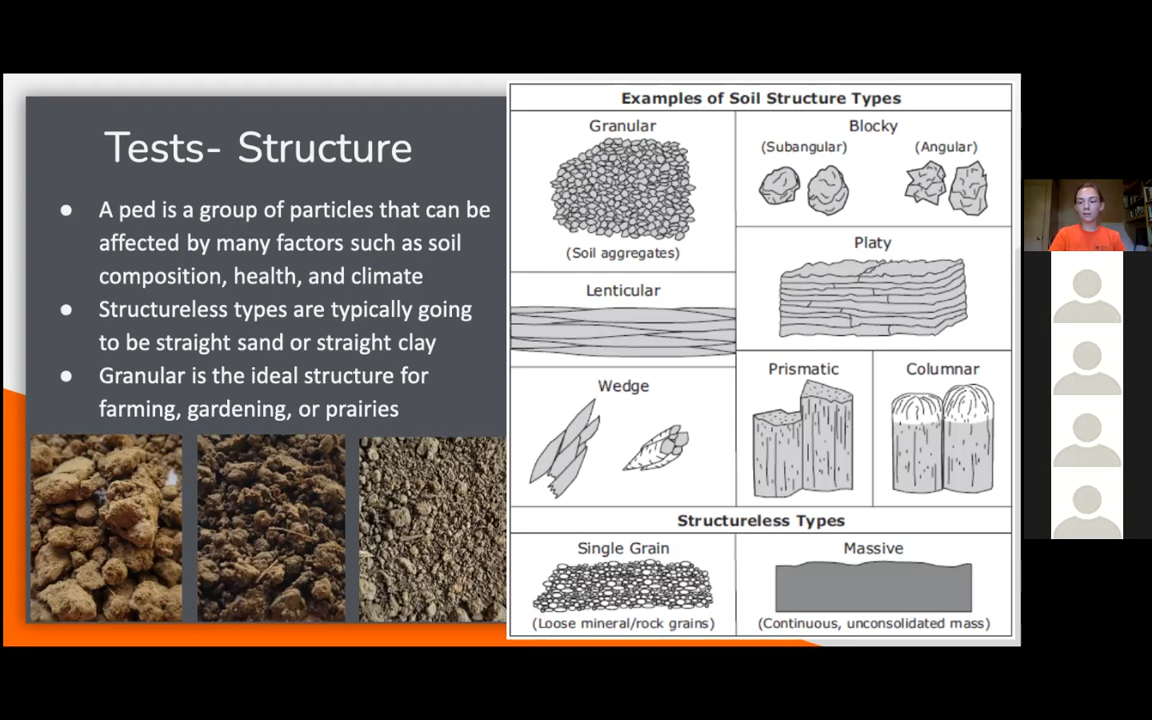 Tests- Structure
● A ped is a group of particles that can be
affected by many factors such as soil
composition, health, and climate
● Structureless types are typically going
to be straight sand or straight clay
● Granular is the ideal structure for
farming, gardening, or prairies
Examples of Soil Structure Types
Granular
(Soil aggregates)
Blocky
(Subangular)
(Angular)
Lenticular
Platy
Wedge
Prismatic
Columnar
Structureless Types
Single Grain
(Loose mineral/rock grains)
Massive
(Continuous, unconsolidated mass)